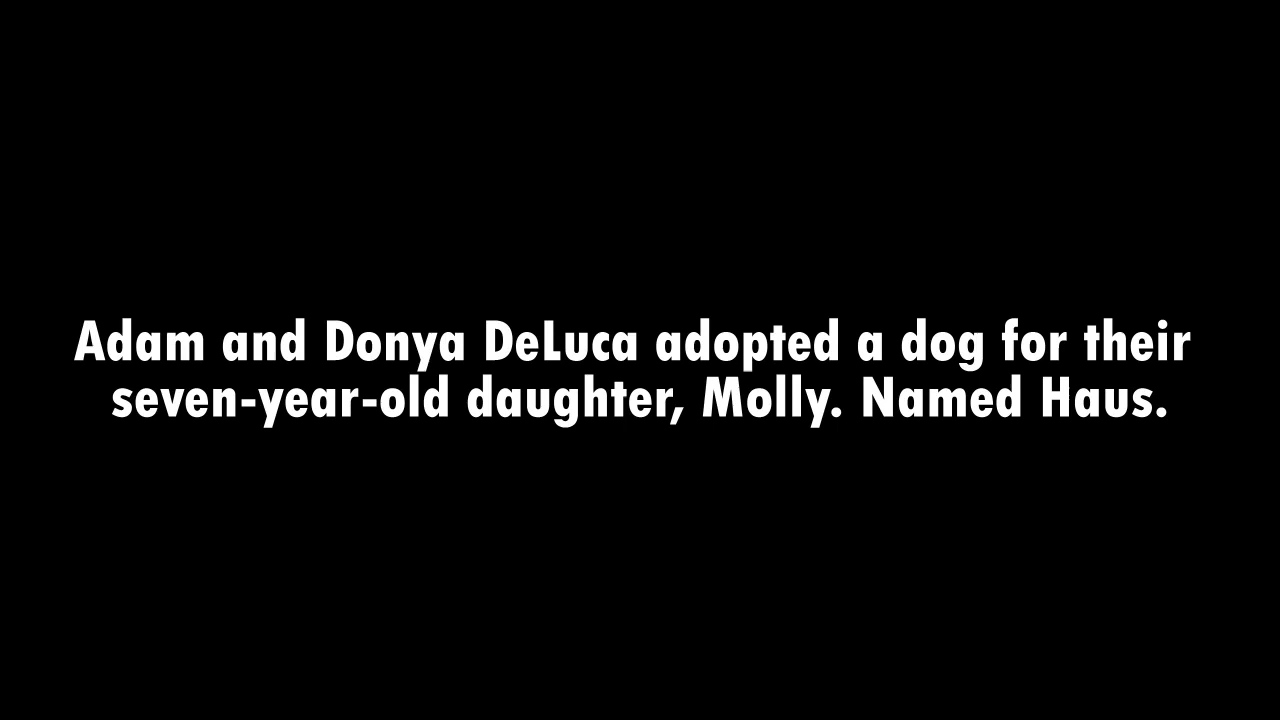 Adam and Donya DeLuca adopted a dog for their
seven-year-old daughter, Molly. Named Haus.